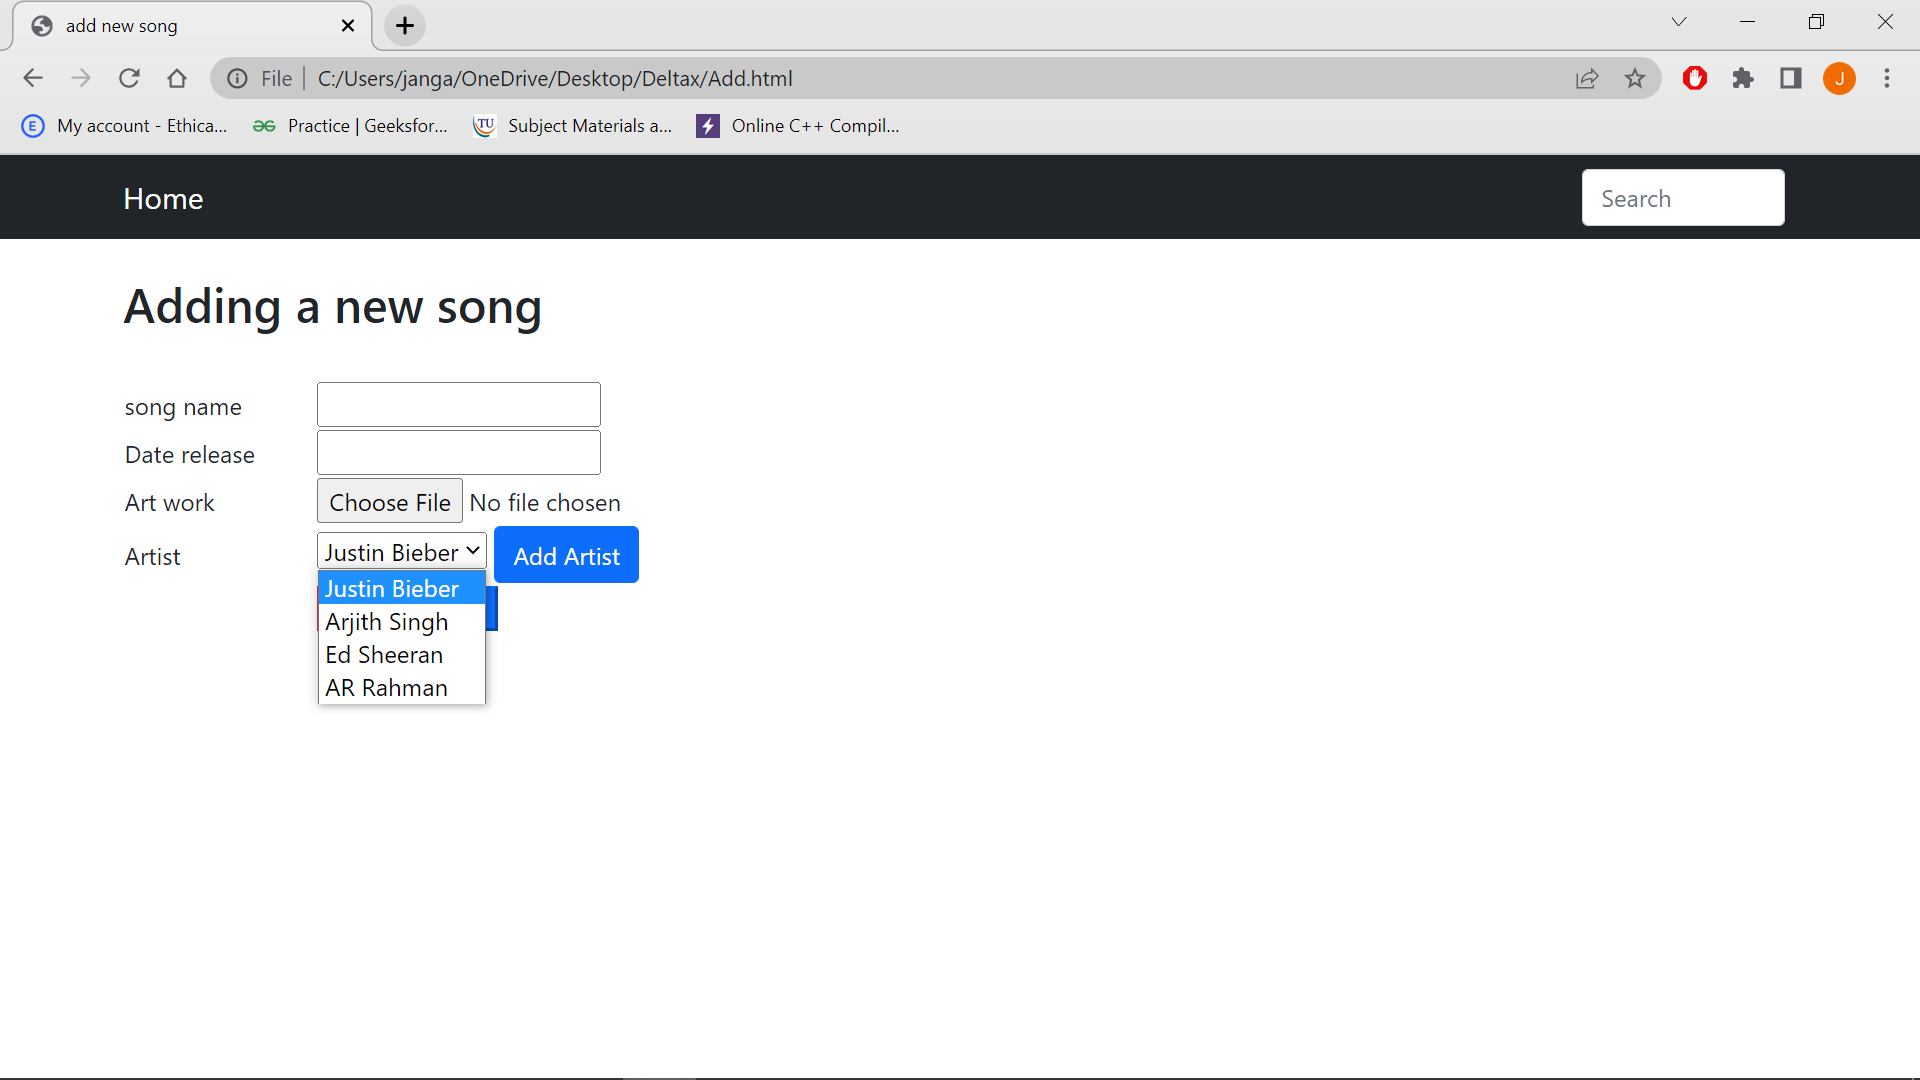 add new song
File C:/Users/janga/OneDrive/Desktop/Deltax/Add.html
J
E My account - Ethica... Practice | Geeksfor... TU Subject Materials a... Online C++ Compil...
Home Search
Adding a new song
song name
Date release
Art work Choose File No file chosen
Artist Justin Bieber Add Artist
Justin Bieber
Arjith Singh
Ed Sheeran
AR Rahman